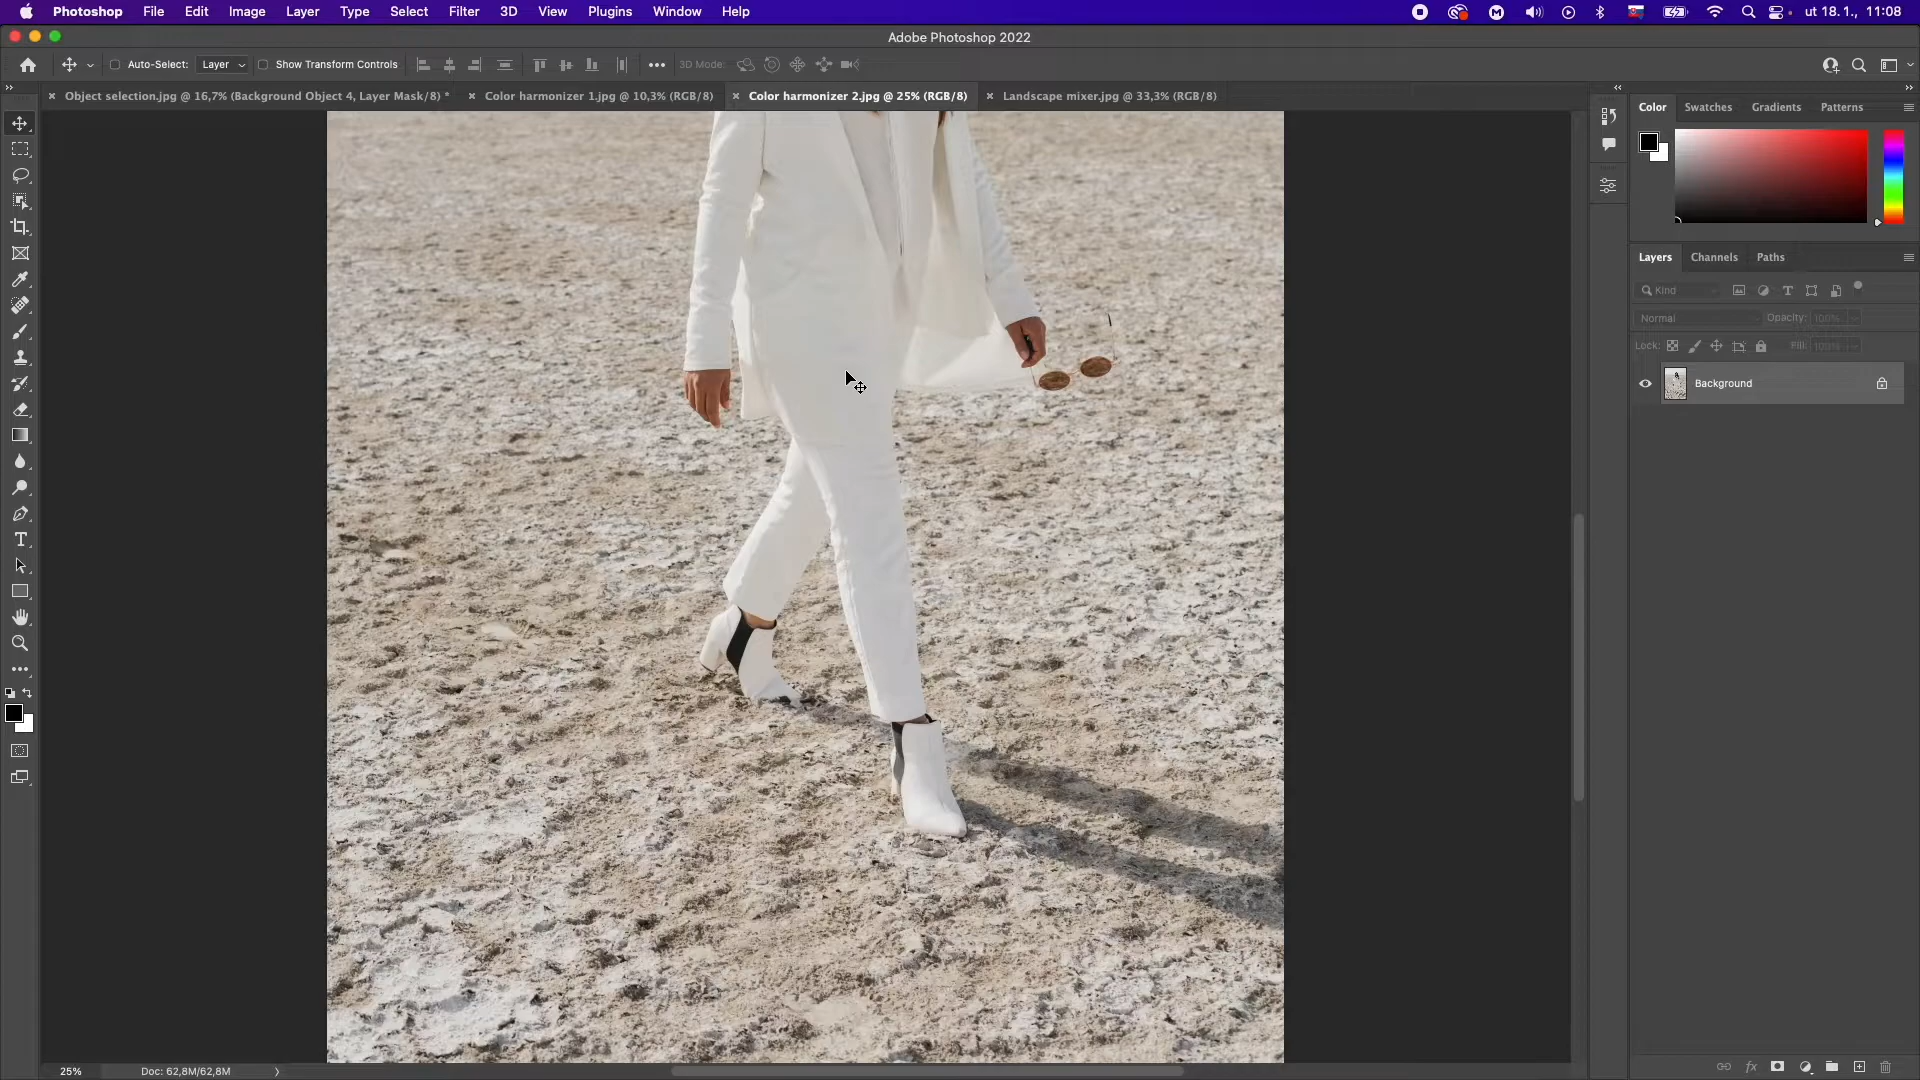 Photoshop File Edit Image Layer Type Select Filter 3D View Plugins Window Help ut 18. 1., 11:08
Adobe Photoshop 2022
Auto-Select: Layer Show Transform Controls 3D Mode:
Object selection.jpg @ 16,7% (Background Object 4, Layer Mask/8) * Color harmonizer 1.jpg @ 10,3% (RGB/8) Color harmonizer 2.jpg @ 25% (RGB/8) Landscape mixer.jpg @ 33,3% (RGB/8)
Color Swatches Gradients Patterns
Layers Channels Paths
Kind
Normal Opacity: 100%
Lock: Fill: 100%
Background
25% Doc: 62,8M/62,8M